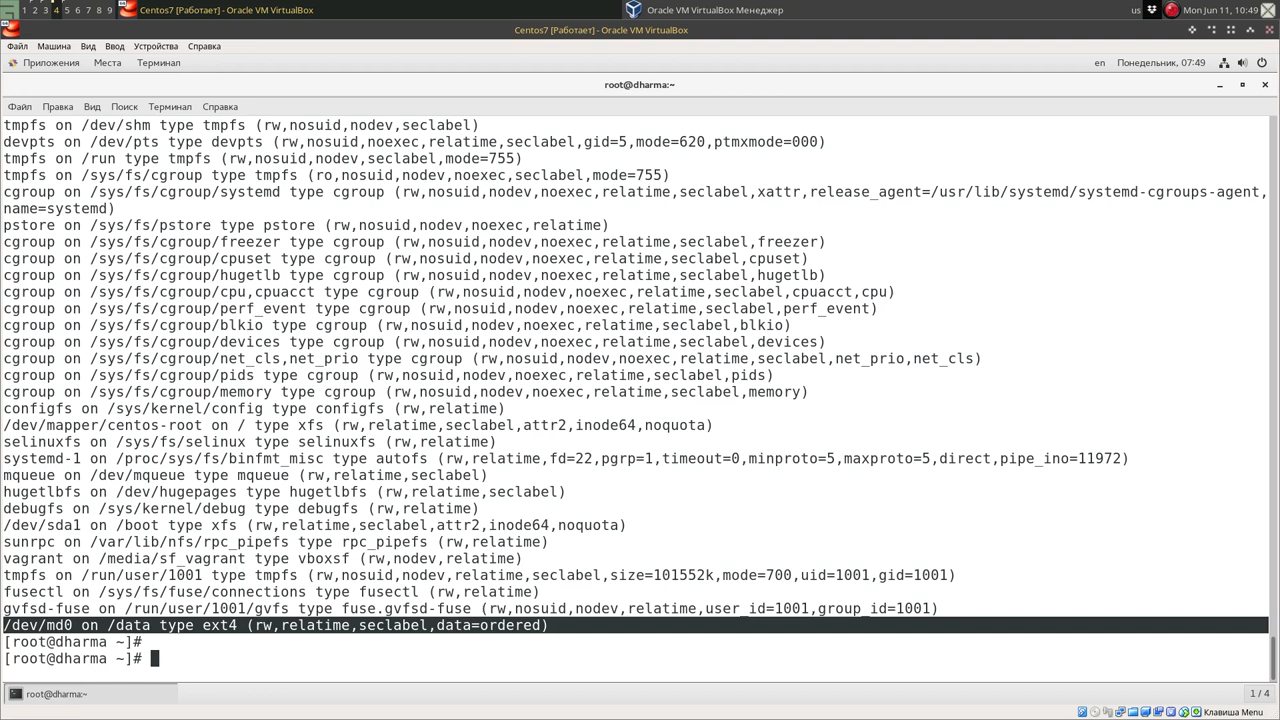 1 2 3 4 5 6 7 8 9 Centos7 [Работает] - Oracle VM VirtualBox Oracle VM VirtualBox Менеджер us Mon Jun 11, 10:49
Centos7 [Работает] - Oracle VM VirtualBox
Файл Машина Вид Ввод Устройства Справка
Приложения Места Терминал en Понедельник, 07:49
root@dharma:~
Файл Правка Вид Поиск Терминал Справка
tmpfs on /dev/shm type tmpfs (rw,nosuid,nodev,seclabel)
devpts on /dev/pts type devpts (rw,nosuid,noexec,relatime,seclabel,gid=5,mode=620,ptmxmode=000)
tmpfs on /run type tmpfs (rw,nosuid,nodev,seclabel,mode=755)
tmpfs on /sys/fs/cgroup type tmpfs (ro,nosuid,nodev,noexec,seclabel,mode=755)
cgroup on /sys/fs/cgroup/systemd type cgroup (rw,nosuid,nodev,noexec,relatime,seclabel,xattr,release_agent=/usr/lib/systemd/systemd-cgroups-agent,
name=systemd)
pstore on /sys/fs/pstore type pstore (rw,nosuid,nodev,noexec,relatime)
cgroup on /sys/fs/cgroup/freezer type cgroup (rw,nosuid,nodev,noexec,relatime,seclabel,freezer)
cgroup on /sys/fs/cgroup/cpuset type cgroup (rw,nosuid,nodev,noexec,relatime,seclabel,cpuset)
cgroup on /sys/fs/cgroup/hugetlb type cgroup (rw,nosuid,nodev,noexec,relatime,seclabel,hugetlb)
cgroup on /sys/fs/cgroup/cpu,cpuacct type cgroup (rw,nosuid,nodev,noexec,relatime,seclabel,cpuacct,cpu)
cgroup on /sys/fs/cgroup/perf_event type cgroup (rw,nosuid,nodev,noexec,relatime,seclabel,perf_event)
cgroup on /sys/fs/cgroup/blkio type cgroup (rw,nosuid,nodev,noexec,relatime,seclabel,blkio)
cgroup on /sys/fs/cgroup/devices type cgroup (rw,nosuid,nodev,noexec,relatime,seclabel,devices)
cgroup on /sys/fs/cgroup/net_cls,net_prio type cgroup (rw,nosuid,nodev,noexec,relatime,seclabel,net_prio,net_cls)
cgroup on /sys/fs/cgroup/pids type cgroup (rw,nosuid,nodev,noexec,relatime,seclabel,pids)
cgroup on /sys/fs/cgroup/memory type cgroup (rw,nosuid,nodev,noexec,relatime,seclabel,memory)
configfs on /sys/kernel/config type configfs (rw,relatime)
/dev/mapper/centos-root on / type xfs (rw,relatime,seclabel,attr2,inode64,noquota)
selinuxfs on /sys/fs/selinux type selinuxfs (rw,relatime)
systemd-1 on /proc/sys/fs/binfmt_misc type autofs (rw,relatime,fd=22,pgrp=1,timeout=0,minproto=5,maxproto=5,direct,pipe_ino=11972)
mqueue on /dev/mqueue type mqueue (rw,relatime,seclabel)
hugetlbfs on /dev/hugepages type hugetlbfs (rw,relatime,seclabel)
debugfs on /sys/kernel/debug type debugfs (rw,relatime)
/dev/sda1 on /boot type xfs (rw,relatime,seclabel,attr2,inode64,noquota)
sunrpc on /var/lib/nfs/rpc_pipefs type rpc_pipefs (rw,relatime)
vagrant on /media/sf_vagrant type vboxsf (rw,nodev,relatime)
tmpfs on /run/user/1001 type tmpfs (rw,nosuid,nodev,relatime,seclabel,size=101552k,mode=700,uid=1001,gid=1001)
fusectl on /sys/fs/fuse/connections type fusectl (rw,relatime)
gvfsd-fuse on /run/user/1001/gvfs type fuse.gvfsd-fuse (rw,nosuid,nodev,relatime,user_id=1001,group_id=1001)
/dev/md0 on /data type ext4 (rw,relatime,seclabel,data=ordered)
[root@dharma ~]#
[root@dharma ~]#
root@dharma:~ 1 / 4
Клавиша Menu